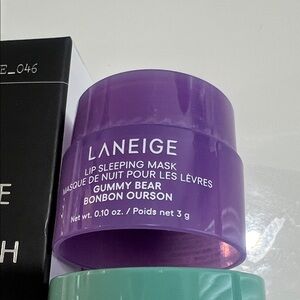 E_046
LANEIGE
LIP SLEEPING MASK
MASQUE DE NUIT POUR LES LÈVRES
GUMMY BEAR
BONBON OURSON
Net wt. 0.10 oz. / Poids net 3 g
E
H